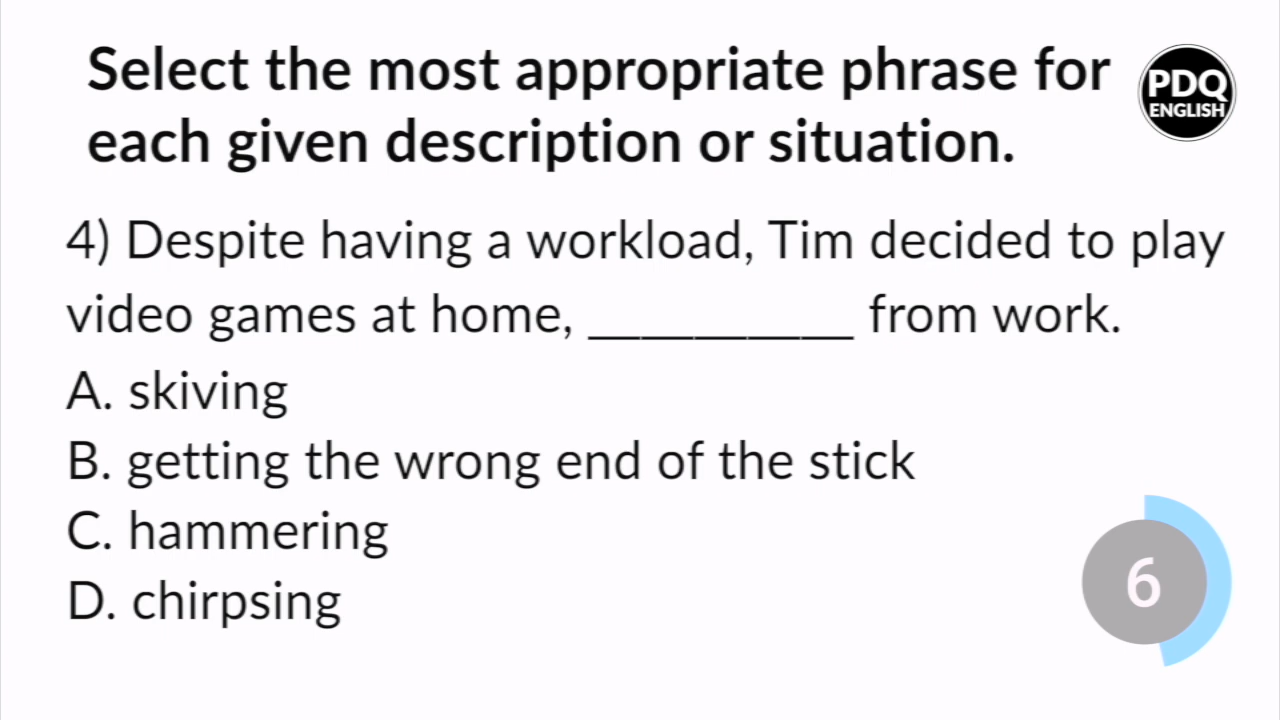 Select the most appropriate phrase for
each given description or situation.
PDQ
ENGLISH
4) Despite having a workload, Tim decided to play
video games at home, __________ from work.
A. skiving
B. getting the wrong end of the stick
C. hammering
D. chirpsing
6